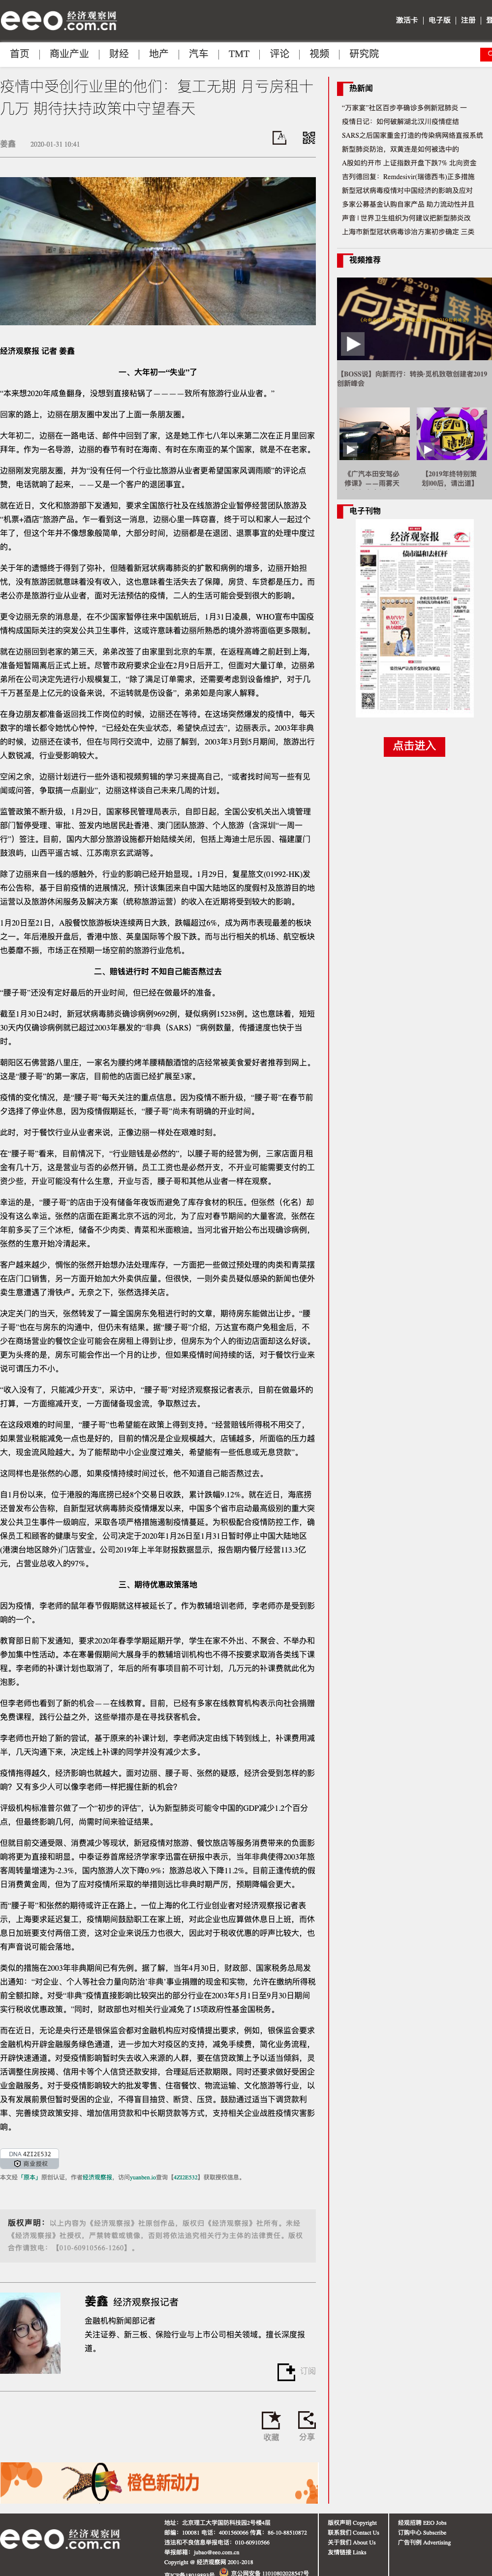 eeo 经济观察网
.com.cn
激活卡 | 电子版 | 注册 |
首页 | 商业产业 | 财经 | 地产 | 汽车 | TMT | 评论 | 视频 | 研究院
疫情中受创行业里的他们：复工无期 月亏房租十
几万 期待扶持政策中守望春天
姜鑫 2020-01-31 10:41
经济观察报 记者 姜鑫
一、大年初一“失业”了
“本来想2020年咸鱼翻身，没想到直接粘锅了————致所有旅游行业从业者。”
回家的路上，边丽在朋友圈中发出了上面一条朋友圈。
大年初二，边丽在一路电话、邮件中回到了家，这是她工作七八年以来第二次在正月里回家
拜年。作为一名导游，边丽的春节有时在海南、有时在东南亚的某个国家，就是不在老家。
边丽刚发完朋友圈，并为“没有任何一个行业比旅游从业者更希望国家风调雨顺”的评论点
赞，电话就响了起来，——又是一个客户的退团事宜。
就在近日，文化和旅游部下发通知，要求全国旅行社及在线旅游企业暂停经营团队旅游及
“机票+酒店”旅游产品。乍一看到这一消息，边丽心里一阵窃喜，终于可以和家人一起过个
年了，但这个年并不像想象般简单，大部分时间，边丽都是在退团、退票事宜的处理中度过
的。
关于年的遗憾终于得到了弥补，但随着新冠状病毒肺炎的扩散和病例的增多，边丽开始担
忧，没有旅游团就意味着没有收入，这也意味着生活失去了保障，房贷、车贷都是压力。而
老公亦是旅游行业从业者，面对无法预估的疫情，二人的生活可能会受到很大的影响。
更令边丽无奈的消息是，在不少国家暂停往来中国航班后，1月31日凌晨，WHO宣布中国疫
情构成国际关注的突发公共卫生事件，这或许意味着边丽所熟悉的境外游将面临更多限制。
就在边丽回到老家的第三天，弟弟改签了由家里到北京的车票，在返程高峰之前赶到上海，
准备短暂隔离后正式上班。尽管市政府要求企业在2月9日后开工，但面对大量订单，边丽弟
弟所在公司决定先进行小规模复工，“除了满足订单需求，还需要考虑到设备维护，对于几
千万甚至是上亿元的设备来说，不运转就是伤设备”，弟弟如是向家人解释。
在身边朋友都准备返回找工作岗位的时候，边丽还在等待。在这场突然爆发的疫情中，每天
数字的增长都令她忧心忡忡，“已经处在失业状态，希望快点过去”，边丽表示。2003年非典
的时候，边丽还在读书，但在与同行交流中，边丽了解到，2003年3月到5月期间，旅游出行
人数锐减，行业受影响较大。
空闲之余，边丽计划进行一些外语和视频剪辑的学习来提高自己，“或者找时间写一些有见
闻或问答，争取搞一点副业”，边丽这样谈自己未来几周的计划。
监管政策不断升级，1月29日，国家移民管理局表示，自即日起，全国公安机关出入境管理
部门暂停受理、审批、签发内地居民赴香港、澳门团队旅游、个人旅游（含深圳“一周一
行”）签注。目前，国内大部分旅游设施都开始陆续关闭，包括上海迪士尼乐园、福建厦门
鼓浪屿，山西平遥古城、江苏南京玄武湖等。
除了边丽来自一线的感触外，行业的影响已经开始显现。1月29日，复星旅文(01992-HK)发
布公告称，基于目前疫情的进展情况，预计该集团来自中国大陆地区的度假村及旅游目的地
运营以及旅游休闲服务及解决方案（统称旅游运营）的收入在近期将受到较大的影响。
1月20日至21日，A股餐饮旅游板块连续两日大跌，跌幅超过6%，成为两市表现最差的板块
之一。年后港股开盘后，香港中旅、英皇国际等个股下跌。而与出行相关的机场、航空板块
也萎靡不振，市场正在预期一场空前的旅游行业危机。
二、赔钱进行时 不知自己能否熬过去
“腰子哥”还没有定好最后的开业时间，但已经在做最坏的准备。
截至1月30日24时，新冠状病毒肺炎确诊病例9692例，疑似病例15238例。这也意味着，短短
30天内仅确诊病例就已超过2003年暴发的“非典（SARS）”病例数量，传播速度也快于当
时。
朝阳区石佛营路八里庄，一家名为腰约烤羊腰精酿酒馆的店经常被美食爱好者推荐到网上。
这是“腰子哥”的第一家店，目前他的店面已经扩展至3家。
疫情的变化情况，是“腰子哥”每天关注的重点信息。因为疫情不断升级，“腰子哥”在春节前
夕选择了停业休息，因为疫情假期延长，“腰子哥”尚未有明确的开业时间。
此时，对于餐饮行业从业者来说，正像边丽一样处在艰难时刻。
在“腰子哥”看来，目前情况下，“行业赔钱是必然的”，以腰子哥的经营为例，三家店面月租
金有几十万，这是营业与否的必然开销。员工工资也是必然开支，不开业可能需要支付的工
资少些，开业可能没有什么生意，开业与否，腰子哥和其他从业者一样在观察。
幸运的是，“腰子哥”的店由于没有储备年夜饭而避免了库存食材的积压。但张然（化名）却
没有这么幸运。张然的店面在距离北京不远的河北，为了应对春节期间的大量客流，张然在
年前多买了三个冰柜，储备不少肉类、青菜和米面粮油。当河北省开始公布出现确诊病例，
张然的生意开始冷清起来。
客户越来越少，惆怅的张然开始想办法处理库存，一方面把一些做过预处理的肉类和青菜摆
在店门口销售，另一方面开始加大外卖供应量。但很快，一则外卖员疑似感染的新闻也使外
卖生意遭遇了滑铁卢。无奈之下，张然选择关店。
决定关门的当天，张然转发了一篇全国房东免租进行时的文章，期待房东能做出让步。“腰
子哥”也在与房东的沟通中，但仍未有结果。据“腰子哥”介绍，万达宣布商户免租金后，不
少在商场营业的餐饮企业可能会在房租上得到让步，但房东为个人的街边店面却这么好谈。
更为头疼的是，房东可能会作出一个月的让步，但如果疫情时间持续的话，对于餐饮行业来
说可谓压力不小。
“收入没有了，只能减少开支”，采访中，“腰子哥”对经济观察报记者表示，目前在做最坏的
打算，一方面缩减开支，一方面储备现金流，争取熬过去。
在这段艰难的时间里，“腰子哥”也希望能在政策上得到支持。“经营赔钱所得税不用交了，
如果营业税能减免一点也是好的，目前的情况是企业规模越大，店铺越多，所面临的压力越
大，现金流风险越大。为了能帮助中小企业度过难关，希望能有一些低息或无息贷款”。
这同样也是张然的心愿，如果疫情持续时间过长，他不知道自己能否熬过去。
自1月份以来，位于港股的海底捞已经8个交易日收跌，累计跌幅9.12%。就在近日，海底捞
还曾发布公告称，自新型冠状病毒肺炎疫情爆发以来，中国多个省市启动最高级别的重大突
发公共卫生事件一级响应，采取各项严格措施遏制疫情蔓延。为积极配合疫情防控工作，确
保员工和顾客的健康与安全，公司决定于2020年1月26日至1月31日暂时停止中国大陆地区
(港澳台地区除外)门店营业。公司2019年上半年财报数据显示，报告期内餐厅经营113.3亿
元，占营业总收入的97%。
三、期待优惠政策落地
因为疫情，李老师的鼠年春节假期就这样被延长了。作为教辅培训老师，李老师亦是受到影
响的一个。
教育部日前下发通知，要求2020年春季学期延期开学，学生在家不外出、不聚会、不举办和
参加集中性活动。本在寒暑假期间大展身手的教辅培训机构也不得不按要求取消各类线下课
程。李老师的补课计划也取消了，年后的所有事项目前不可计划，几万元的补课费就此化为
泡影。
但李老师也看到了新的机会——在线教育。目前，已经有多家在线教育机构表示向社会捐赠
免费课程，践行公益之外，这些举措亦是在寻找获客机会。
李老师也开始了新的尝试，基于原来的补课计划，李老师决定由线下转到线上，补课费用减
半，几天沟通下来，决定线上补课的同学并没有减少太多。
疫情拖得越久，经济影响也就越大。面对边丽、腰子哥、张然的疑惑，经济会受到怎样的影
响？又有多少人可以像李老师一样把握住新的机会？
评级机构标准普尔做了一个“初步的评估”，认为新型肺炎可能令中国的GDP减少1.2个百分
点，但最终影响几何，尚需时间来验证结果。
但就目前交通受限、消费减少等现状，新冠疫情对旅游、餐饮旅店等服务消费带来的负面影
响将更为直接和明显。中泰证券首席经济学家李迅雷在研报中表示，当年非典使得2003年旅
客周转量增速为-2.3%，国内旅游人次下降0.9%；旅游总收入下降11.2%。目前正逢传统的假
日消费黄金周，但为了应对疫情所采取的举措则远比非典时期严厉，预期降幅会更大。
而“腰子哥”和张然的期待或许正在路上。一位上海的化工行业创业者对经济观察报记者表
示，上海要求延迟复工，疫情期间鼓励职工在家上班，对此企业也应算做休息日上班，而休
息日加班要支付两倍工资，这对企业来说压力也很大，因此对于税收优惠的呼声比较大，也
有声音说可能会落地。
类似的措施在2003年非典期间已有先例。据了解，当年4月30日，财政部、国家税务总局发
出通知：“对企业、个人等社会力量向防治‘非典’事业捐赠的现金和实物，允许在缴纳所得税
前全额扣除。对受“非典”疫情直接影响比较突出的部分行业在2003年5月1日至9月30日期间
实行税收优惠政策。”同时，财政部也对相关行业减免了15项政府性基金国税务。
而在近日，无论是央行还是银保监会都对金融机构应对疫情提出要求，例如，银保监会要求
金融机构开辟金融服务绿色通道，进一步加大对疫区的支持，减免手续费，简化业务流程，
开辟快速通道。对受疫情影响暂时失去收入来源的人群，要在信贷政策上予以适当倾斜，灵
活调整住房按揭、信用卡等个人信贷还款安排，合理延后还款期限。同时还要求做好受困企
业金融服务。对于受疫情影响较大的批发零售、住宿餐饮、物流运输、文化旅游等行业，以
及有发展前景但暂时受困的企业，不得盲目抽贷、断贷、压贷。鼓励通过适当下调贷款利
率、完善续贷政策安排、增加信用贷款和中长期贷款等方式，支持相关企业战胜疫情灾害影
响。
DNA 4ZI2E532
商业授权
本文经「原本」原创认证，作者经济观察报，访问yuanben.io查询【4ZI2E532】获取授权信息。
版权声明：以上内容为《经济观察报》社原创作品，版权归《经济观察报》社所有。未经
《经济观察报》社授权，严禁转载或镜像，否则将依法追究相关行为主体的法律责任。版权
合作请致电：【010-60910566-1260】。
姜鑫 经济观察报记者
金融机构新闻部记者
关注证券、新三板、保险行业与上市公司相关领域。擅长深度报
道。
订阅
收藏 分享
橙色新动力
热新闻
“万家宴”社区百步亭确诊多例新冠肺炎 一
疫情日记：如何破解湖北汉川疫情症结
SARS之后国家重金打造的传染病网络直报系统
新型肺炎防治，双黄连是如何被选中的
A股如约开市 上证指数开盘下跌7% 北向资金
吉列德回复：Remdesivir(瑞德西韦)正多措施
新型冠状病毒疫情对中国经济的影响及应对
多家公募基金认购自家产品 助力流动性并且
声音 | 世界卫生组织为何建议把新型肺炎改
上海市新型冠状病毒诊治方案初步确定 三类
视频推荐
【BOSS说】向新而行：转换·觅机致敬创建者2019
创新峰会
《广汽本田安驾必
修课》——雨雾天
【2019年终特别策
划|00后，请出道】
电子刊物
经济观察报
债市温和去杠杆
点击进入
eeo 经济观察网
.com.cn
地址：北京理工大学国防科技园2号楼4层
邮编：100081 电话：4001560066 传真：86-10-88510872
违法和不良信息举报电话：010-60910566
举报邮箱：jubao@eeo.com.cn
Copyright @ 经济观察网 2001-2018
京公网安备 11010802028547号
版权声明 Copyright
联系我们 Contact Us
关于我们 About Us
友情链接 Links
经观招聘 EEO Jobs
订购中心 Subscribe
广告刊例 Advertising